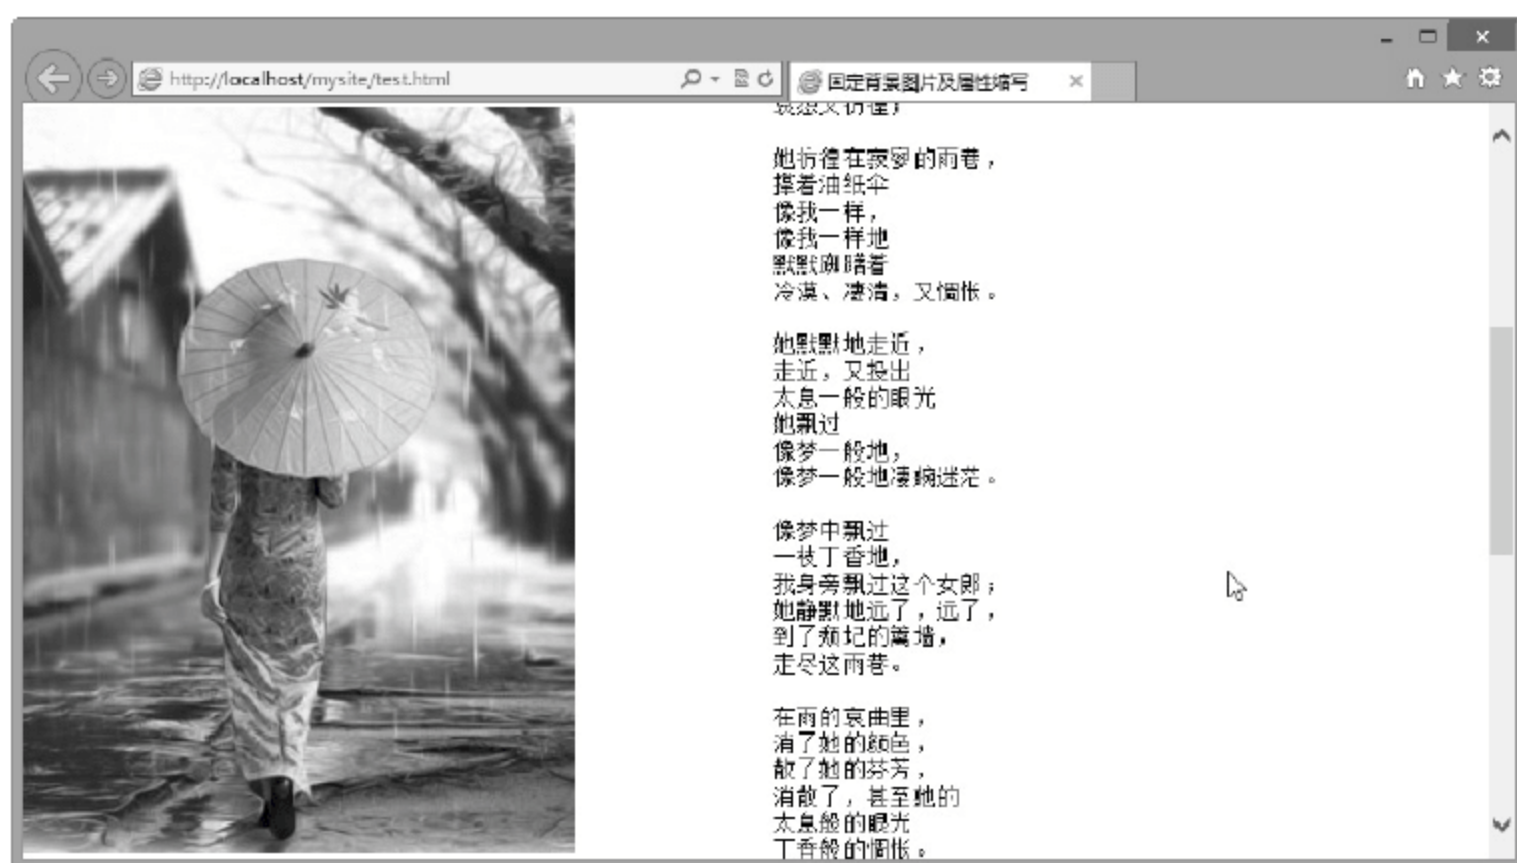 http://localhost/mysite/test.html
固定背景图片及属性缩写
哀怨又彷徨；
她彷徨在寂寥的雨巷，
撑着油纸伞
像我一样，
像我一样地
默默彳亍着
冷漠、凄清，又惆怅。
她默默地走近，
走近，又投出
太息一般的眼光
她飘过
像梦一般地，
像梦一般地凄婉迷茫。
像梦中飘过
一枝丁香地，
我身旁飘过这个女郎；
她静默地远了，远了，
到了颓圮的篱墙，
走尽这雨巷。
在雨的哀曲里，
消了她的颜色，
散了她的芬芳，
消散了，甚至她的
太息般的眼光
丁香般的惆怅。